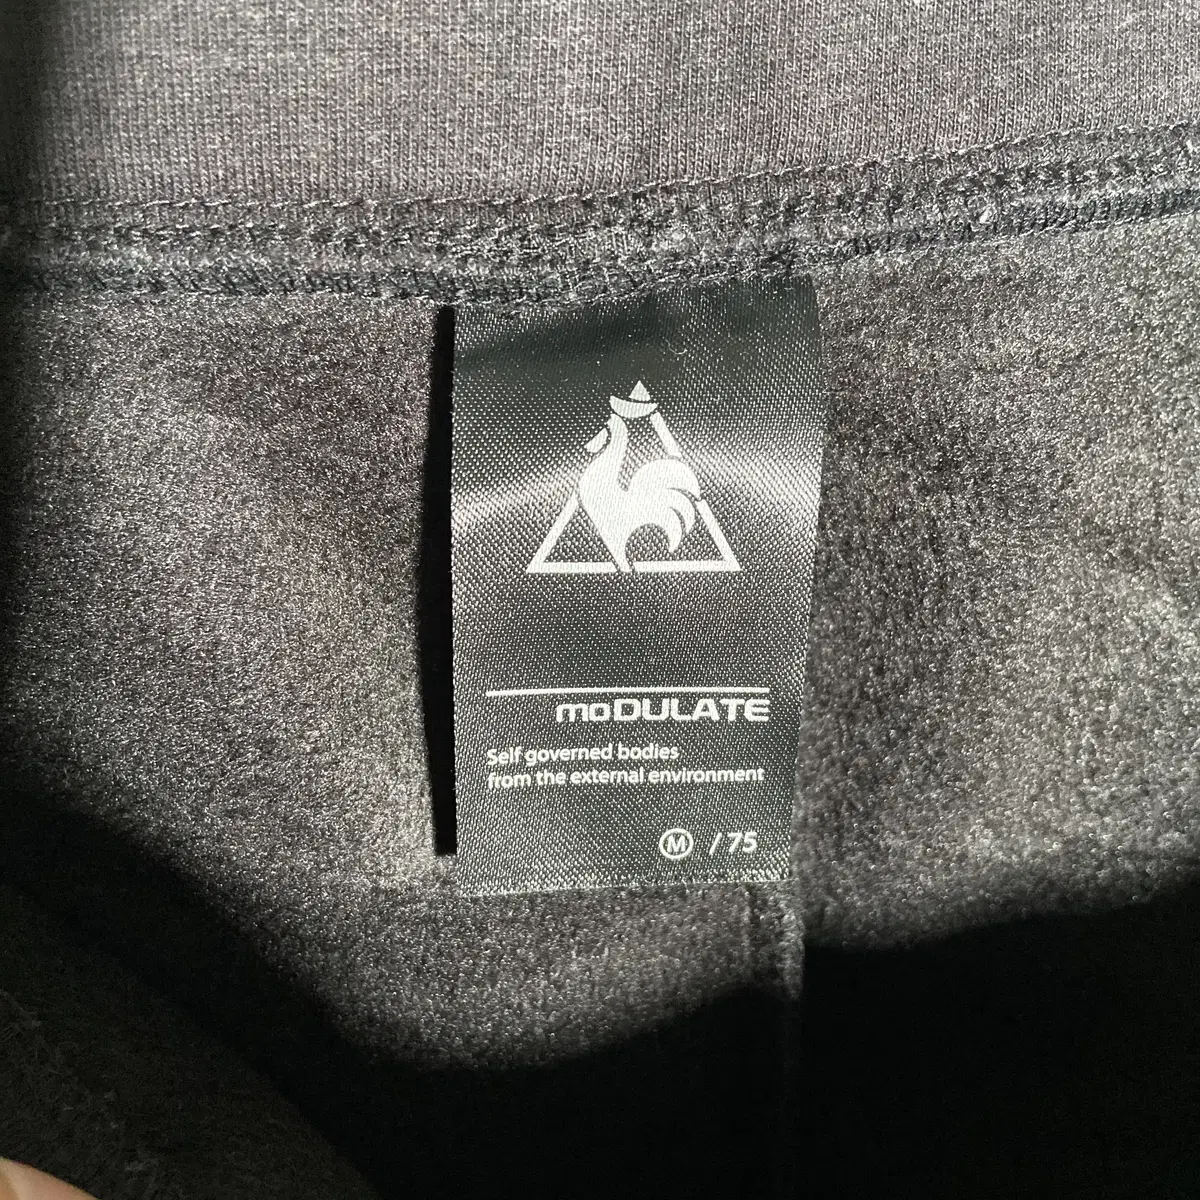 moDULATE
Self governed bodies
from the external environment
M / 75